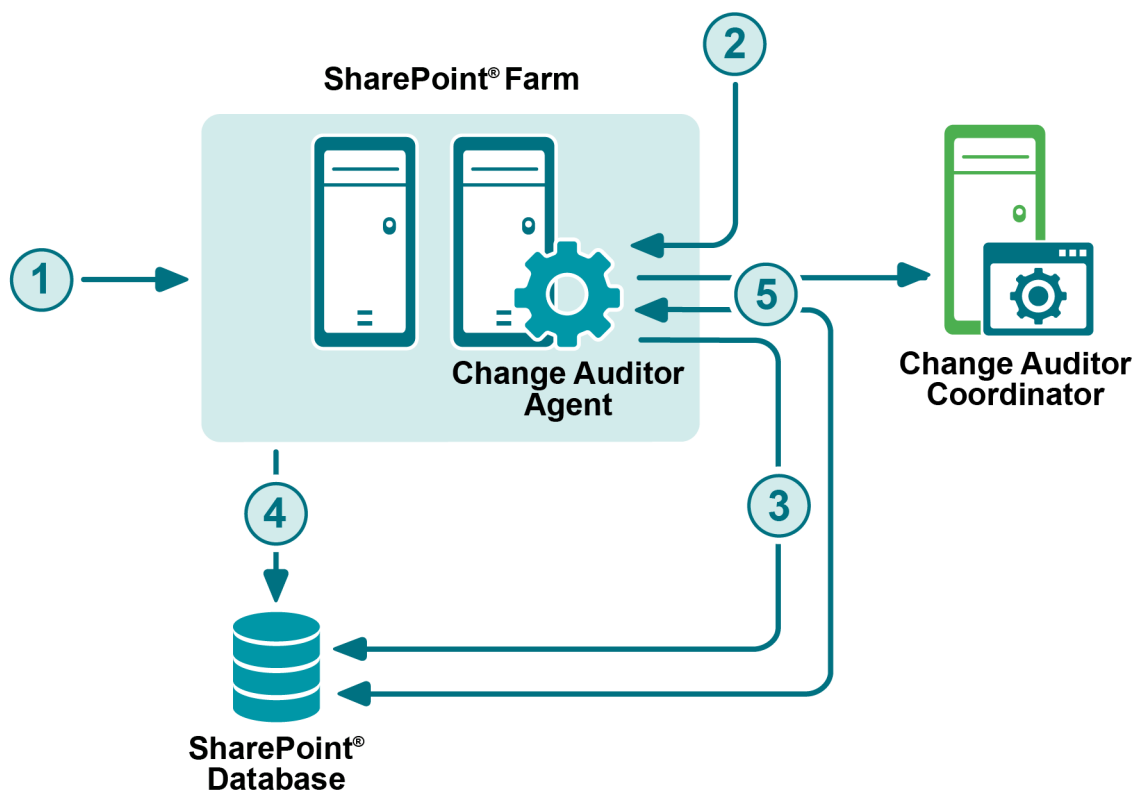 2
SharePoint® Farm
1
5
Change Auditor
Agent
Change Auditor
Coordinator
3
4
SharePoint®
Database